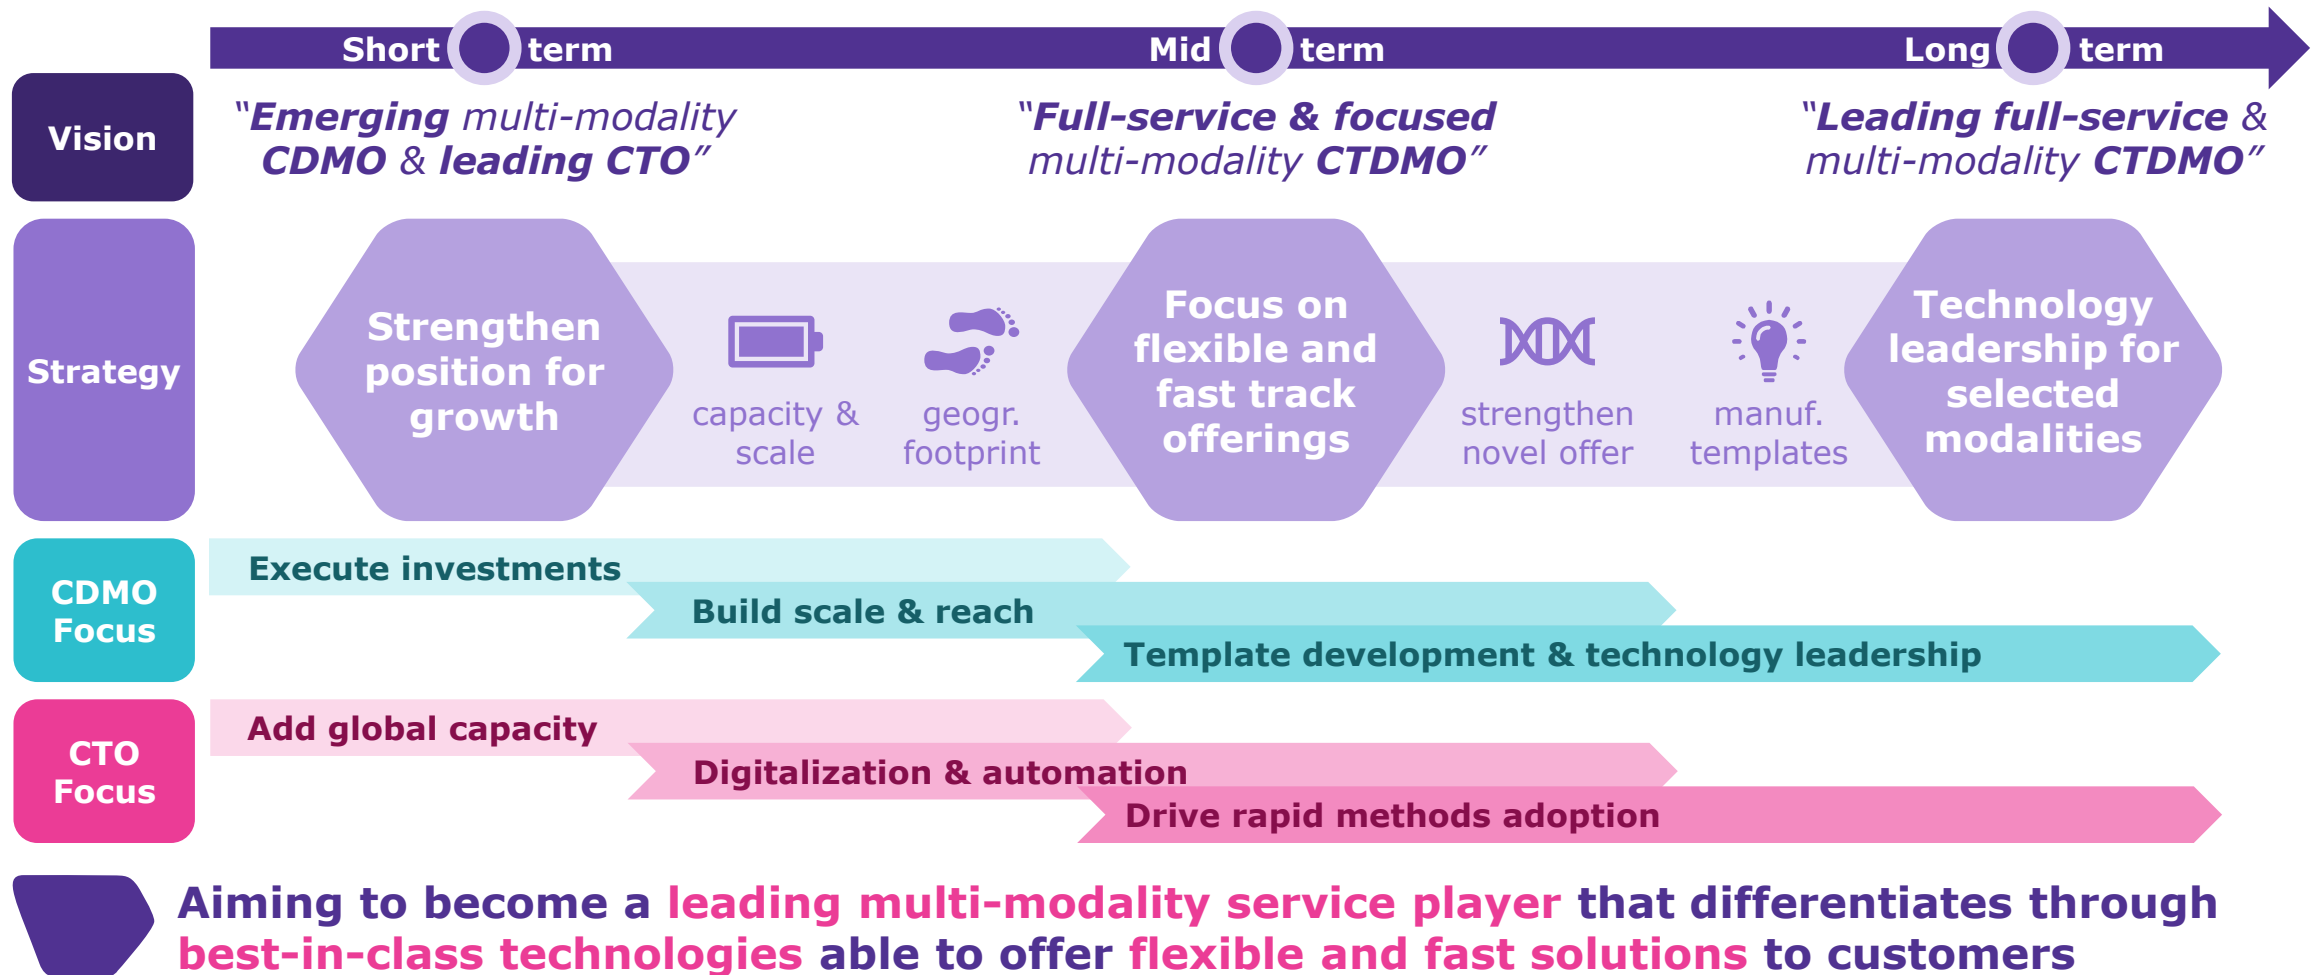 Short term
Mid term
Long term
Vision
“Emerging multi-modality
CDMO & leading CTO”
“Full-service & focused
multi-modality CTDMO”
“Leading full-service &
multi-modality CTDMO”
Strategy
Strengthen
position for
growth
capacity &
scale
geogr.
footprint
Focus on
flexible and
fast track
offerings
strengthen
novel offer
manuf.
templates
Technology
leadership for
selected
modalities
CDMO
Focus
Execute investments
Build scale & reach
Template development & technology leadership
CTO
Focus
Add global capacity
Digitalization & automation
Drive rapid methods adoption
Aiming to become a leading multi-modality service player that differentiates through
best-in-class technologies able to offer flexible and fast solutions to customers